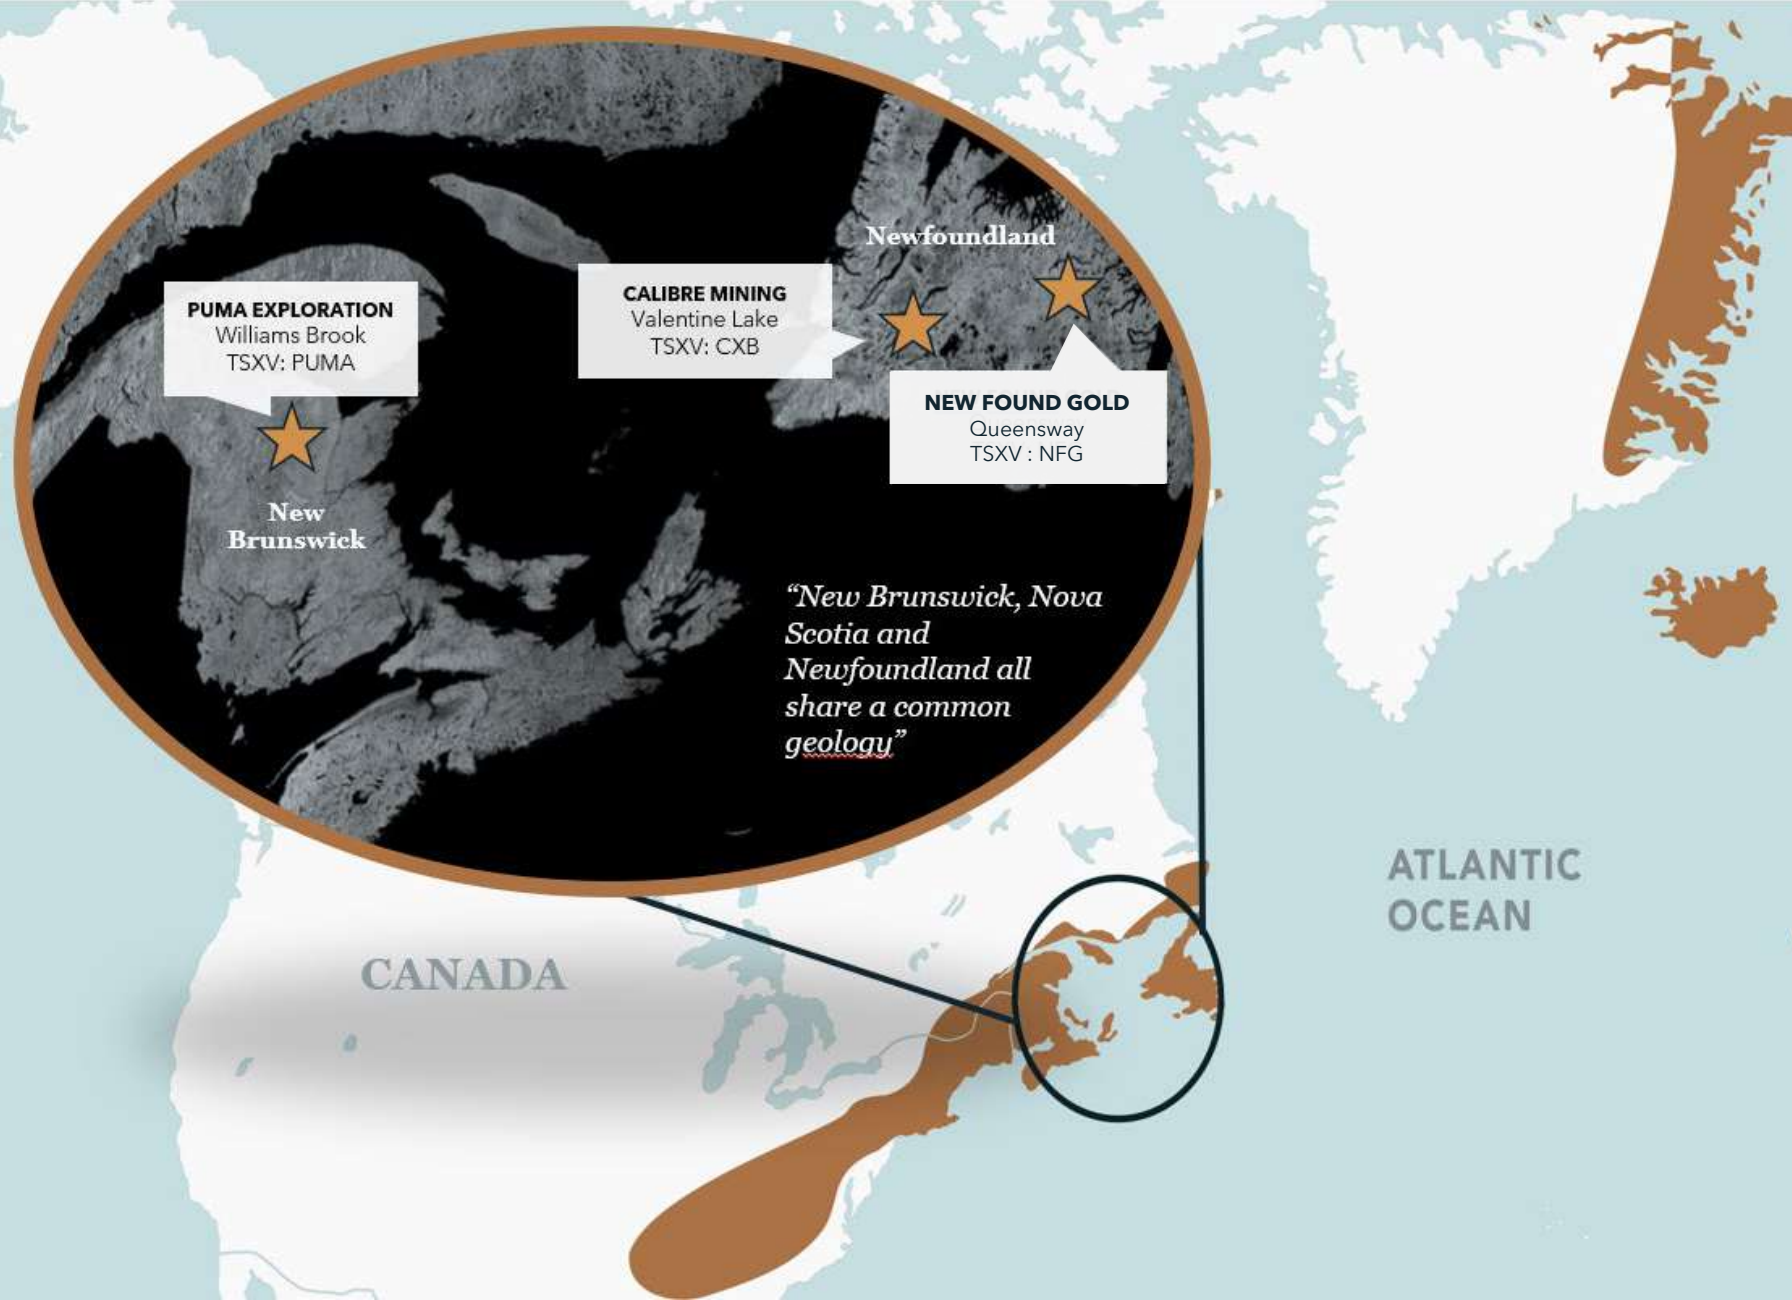 Newfoundland
CALIBRE MINING
Valentine Lake
TSXV: CXB
PUMA EXPLORATION
Williams Brook
TSXV: PUMA
NEW FOUND GOLD
Queensway
TSXV : NFG
New
Brunswick
“New Brunswick, Nova
Scotia and
Newfoundland all
share a common
geology”
ATLANTIC
OCEAN
CANADA